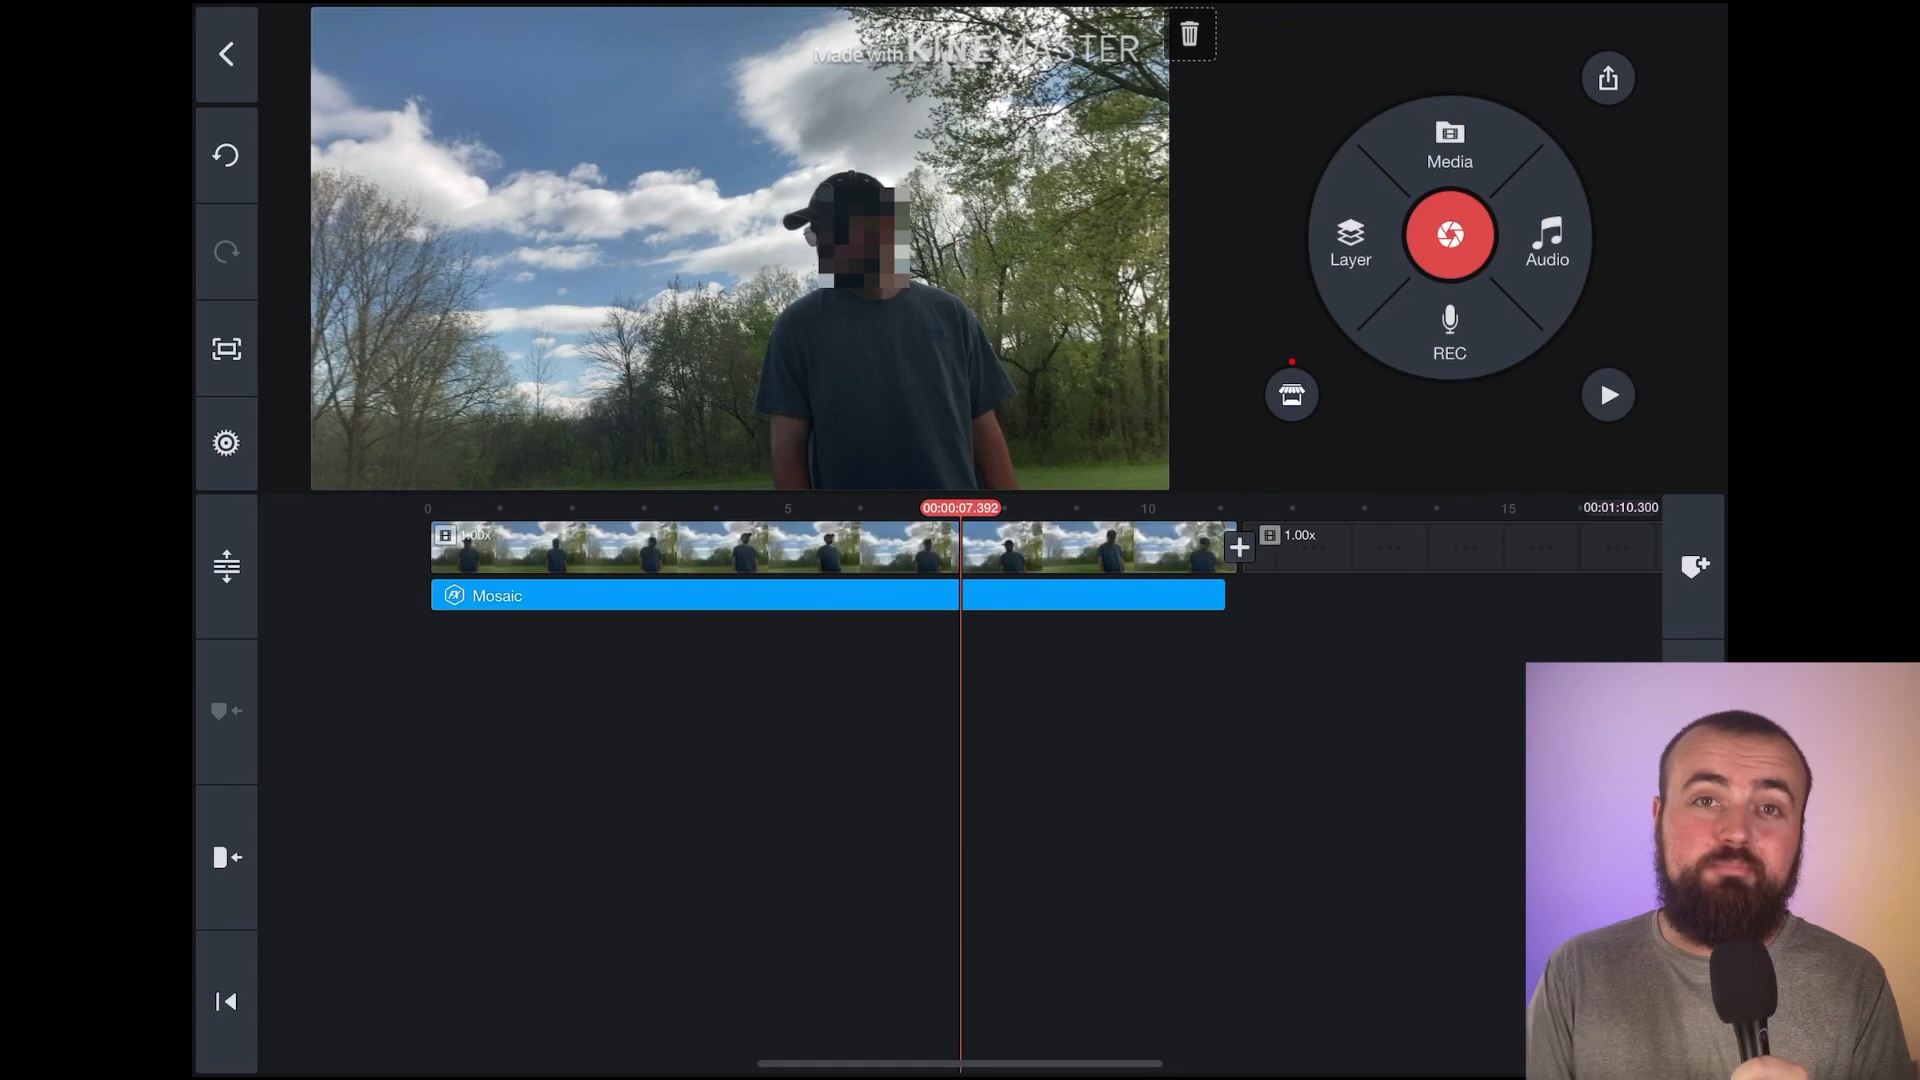 Made with KINEMASTER
Media
Layer
Audio
REC
0
5
00:00:07.392
10
15
00:01:10.300
1.00x
1.00x
FX Mosaic